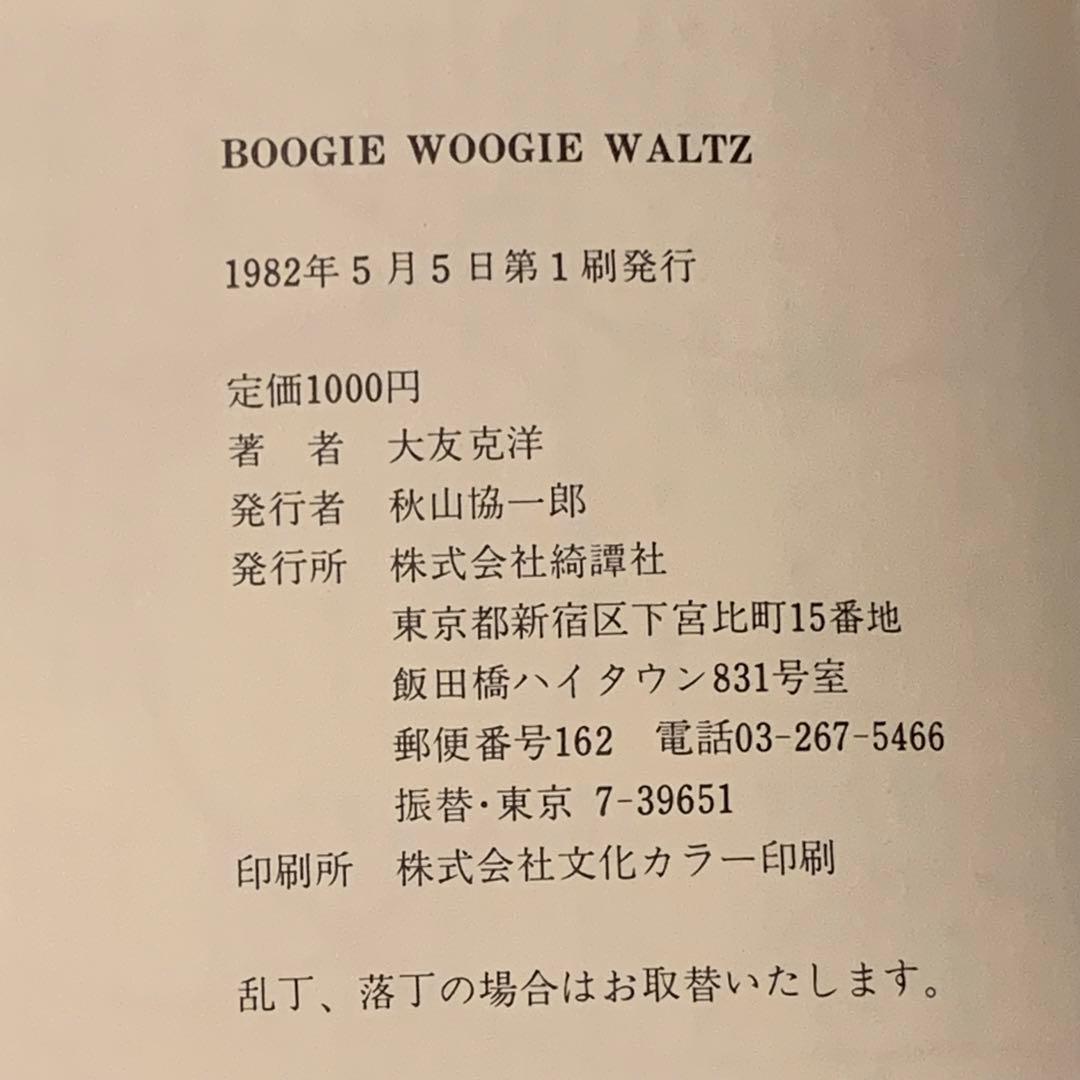 BOOGIE WOOGIE WALTZ
1982年5月5日第1刷発行
定価1000円
著　者　大友克洋
発行者　秋山協一郎
発行所　株式会社綺譚社
東京都新宿区下宮比町15番地
飯田橋ハイタウン831号室
郵便番号162　電話03-267-5466
振替・東京 7-39651
印刷所　株式会社文化カラー印刷
乱丁、落丁の場合はお取替いたします。